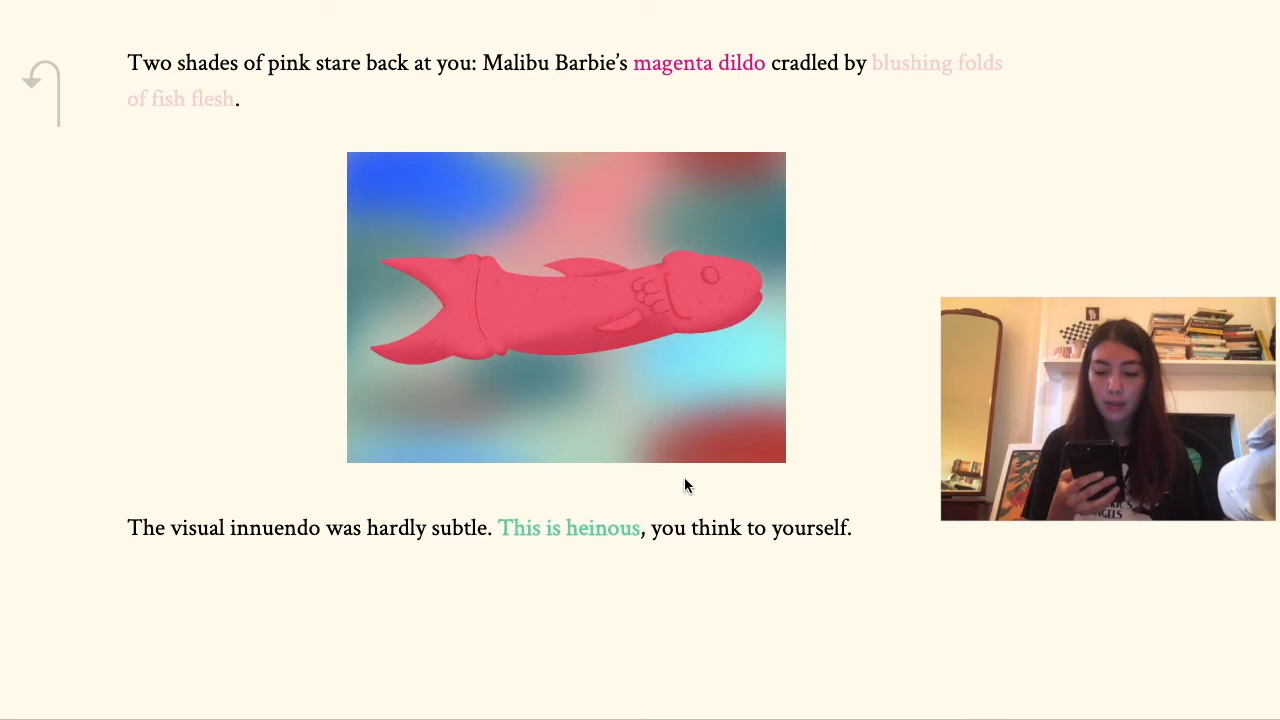 Two shades of pink stare back at you: Malibu Barbie’s magenta dildo cradled by blushing folds
of fish flesh.
The visual innuendo was hardly subtle. This is heinous, you think to yourself.